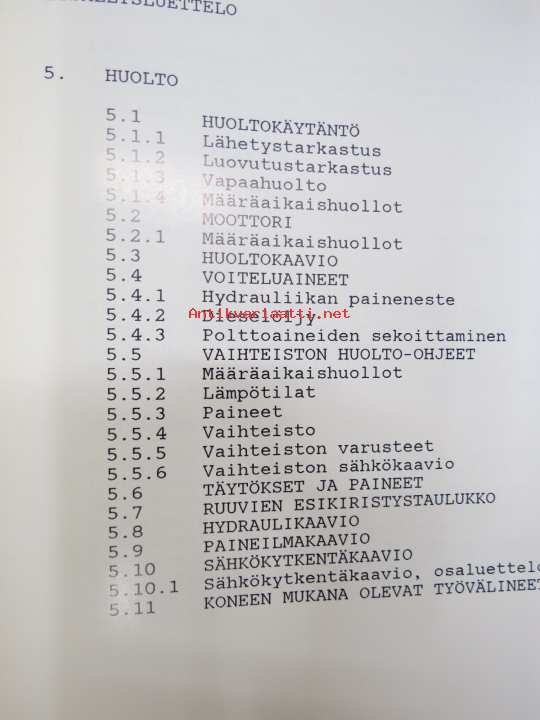 5. HUOLTO
5.1 HUOLTOKÄYTÄNTÖ
5.1.1 Lähetystarkastus
5.1.2 Luovutustarkastus
5.1.3 Vapaahuolto
5.1.4 Määräaikaishuollot
5.2 MOOTTORI
5.2.1 Määräaikaishuollot
5.3 HUOLTOKAAVIO
5.4 VOITELUAINEET
5.4.1 Hydrauliikan paineneste
Antikvariaatti.net
5.4.2 Dieselöljy
5.4.3 Polttoaineiden sekoittaminen
5.5 VAIHTEISTON HUOLTO-OHJEET
5.5.1 Määräaikaishuollot
5.5.2 Lämpötilat
5.5.3 Paineet
5.5.4 Vaihteisto
5.5.5 Vaihteiston varusteet
5.5.6 Vaihteiston sähkökaavio
5.6 TÄYTÖKSET JA PAINEET
5.7 RUUVIEN ESIKIRISTYSTAULUKKO
5.8 HYDRAULIKAAVIO
5.9 PAINEILMAKAAVIO
5.10 SÄHKÖKYTKENTÄKAAVIO
5.10.1 Sähkökytkentäkaavio, osaluettelo
5.11 KONEEN MUKANA OLEVAT TYÖVÄLINEET